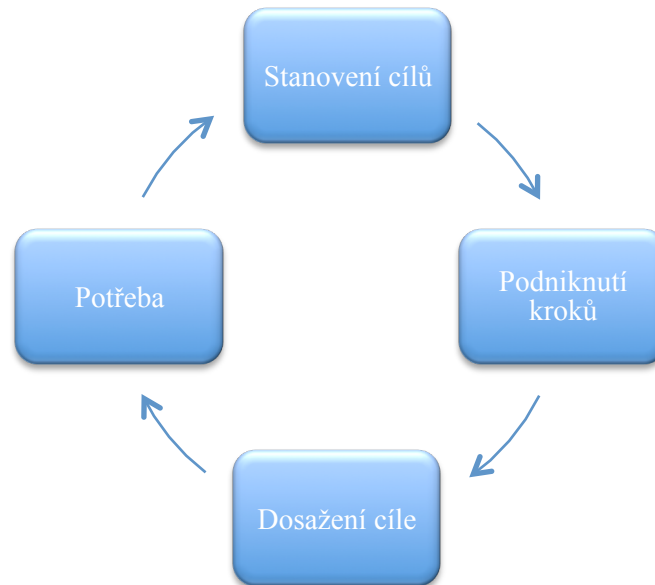 Stanovení cílů
Potřeba
Podniknutí
kroků
Dosažení cíle